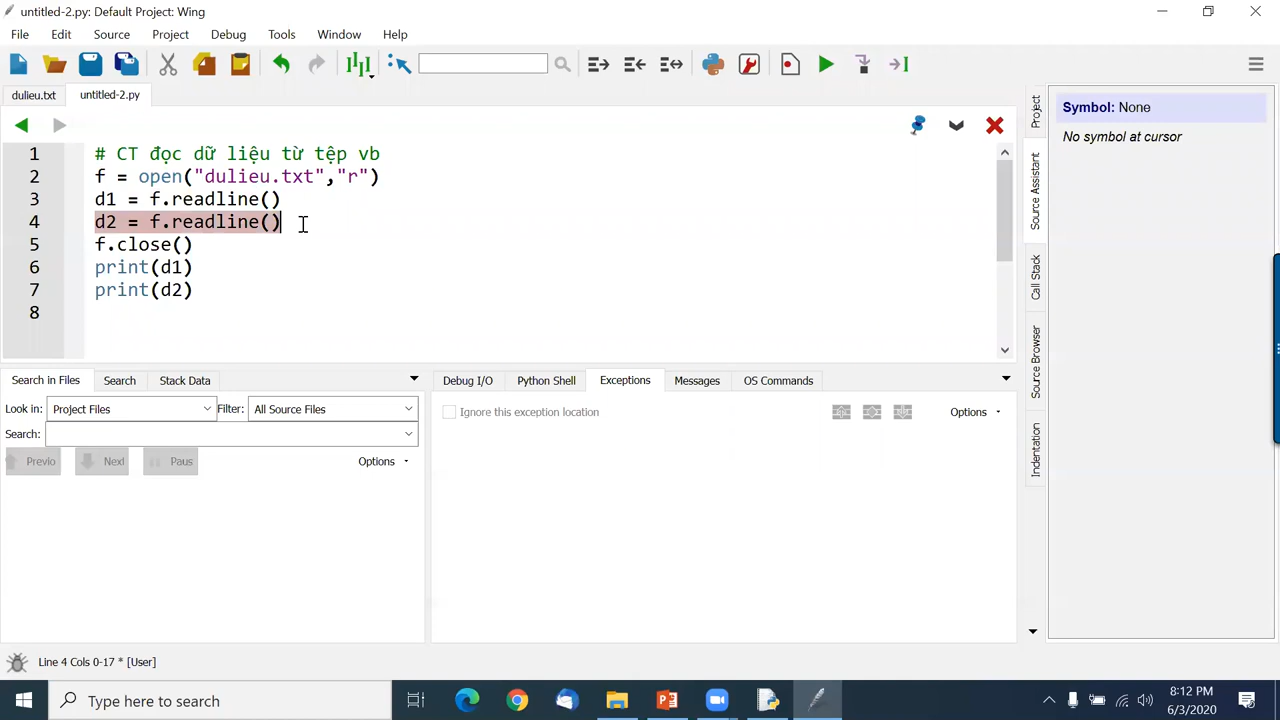 untitled-2.py: Default Project: Wing
File Edit Source Project Debug Tools Window Help
dulieu.txt untitled-2.py
1 # CT đọc dữ liệu từ tệp vb
2 f = open("dulieu.txt","r")
3 d1 = f.readline()
4 d2 = f.readline()
5 f.close()
6 print(d1)
7 print(d2)
8
Project
Source Assistant
Call Stack
Source Browser
Indentation
Symbol: None
No symbol at cursor
Search in Files Search Stack Data
Look in: Project Files Filter: All Source Files
Search:
Previo Next Paus Options
Debug I/O Python Shell Exceptions Messages OS Commands
Ignore this exception location Options
Line 4 Cols 0-17 * [User]
Type here to search
8:12 PM
6/3/2020